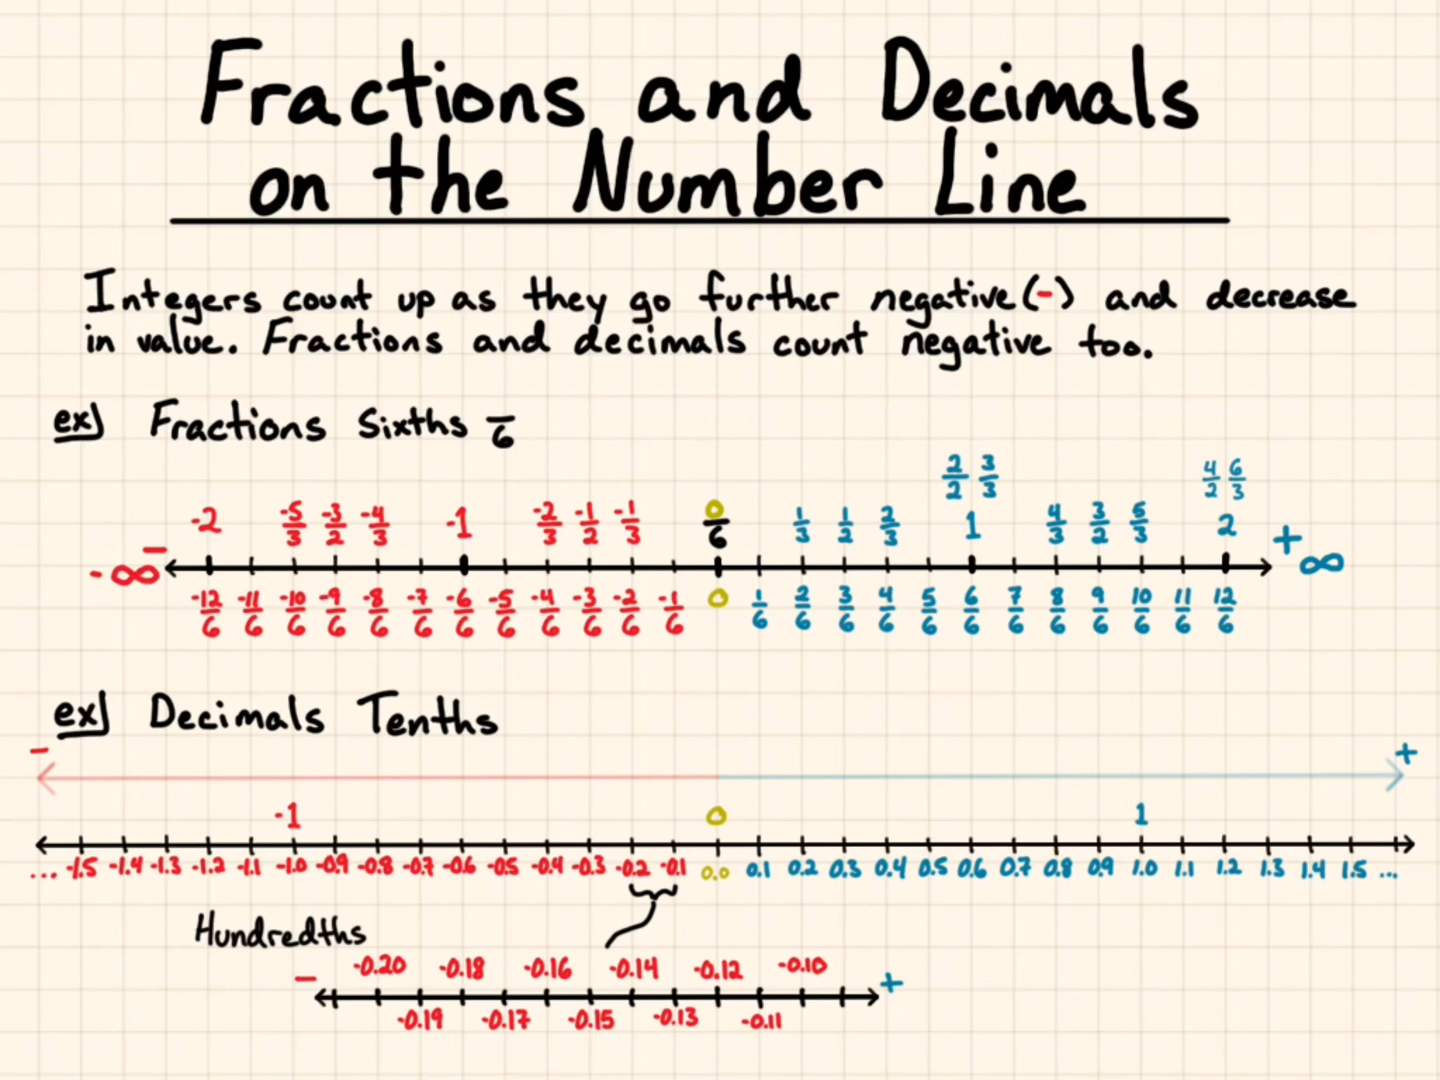 Fractions and Decimals
on the Number Line
Integers count up as they go further negative (-) and decrease
in value. Fractions and decimals count negative too.
ex) Fractions Sixths —/6
2/2 3/3 4/2 6/3
-2 -5/3 -3/2 -4/3 -1 -2/3 -1/2 -1/3 0/6 1/3 1/2 2/3 1 4/3 3/2 5/3 2 +
-
-∞ ∞
-12/6 -11/6 -10/6 -9/6 -8/6 -7/6 -6/6 -5/6 -4/6 -3/6 -2/6 -1/6 0 1/6 2/6 3/6 4/6 5/6 6/6 7/6 8/6 9/6 10/6 11/6 12/6
ex) Decimals Tenths
- +
-1 0 1
... -1.5 -1.4 -1.3 -1.2 -1.1 -1.0 -0.9 -0.8 -0.7 -0.6 -0.5 -0.4 -0.3 -0.2 -0.1 0.0 0.1 0.2 0.3 0.4 0.5 0.6 0.7 0.8 0.9 1.0 1.1 1.2 1.3 1.4 1.5 ...
Hundredths
- -0.20 -0.18 -0.16 -0.14 -0.12 -0.10 +
-0.19 -0.17 -0.15 -0.13 -0.11